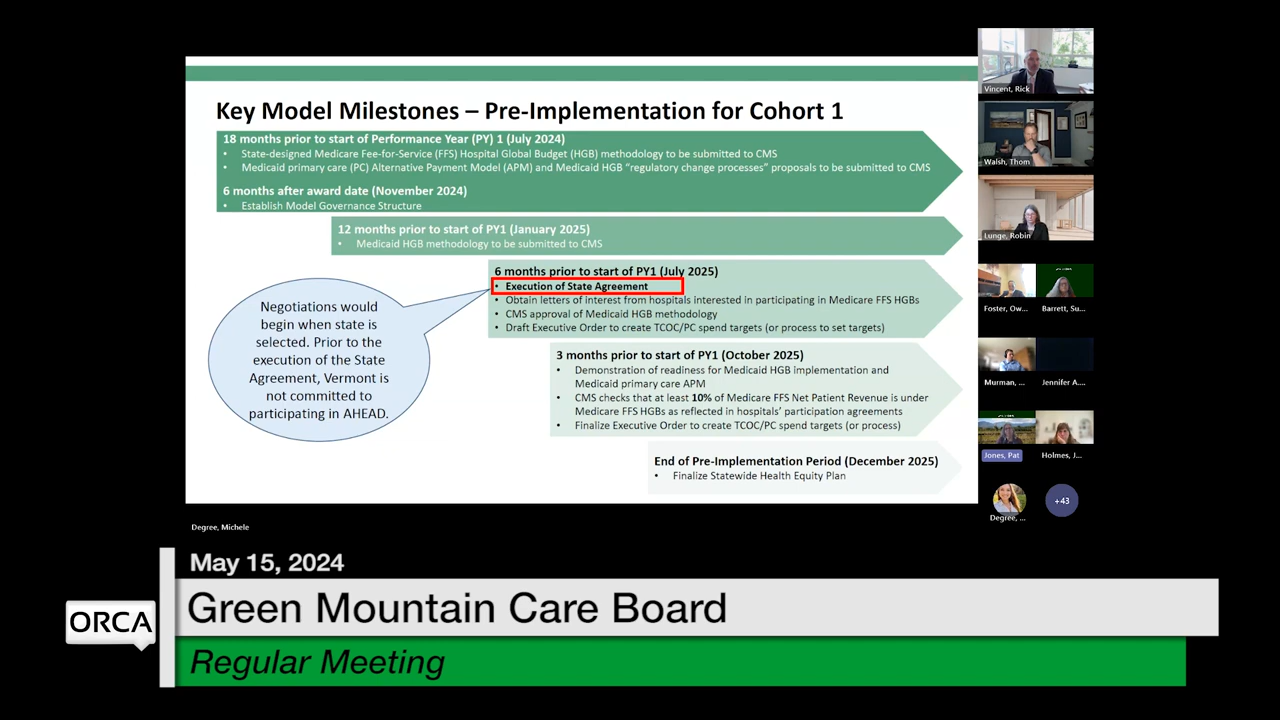 Key Model Milestones – Pre-Implementation for Cohort 1
18 months prior to start of Performance Year (PY) 1 (July 2024)
• State-designed Medicare Fee-for-Service (FFS) Hospital Global Budget (HGB) methodology to be submitted to CMS
• Medicaid primary care (PC) Alternative Payment Model (APM) and Medicaid HGB “regulatory change processes” proposals to be submitted to CMS
6 months after award date (November 2024)
• Establish Model Governance Structure
12 months prior to start of PY1 (January 2025)
• Medicaid HGB methodology to be submitted to CMS
6 months prior to start of PY1 (July 2025)
• Execution of State Agreement
• Obtain letters of interest from hospitals interested in participating in Medicare FFS HGBs
• CMS approval of Medicaid HGB methodology
• Draft Executive Order to create TCOC/PC spend targets (or process to set targets)
Negotiations would
begin when state is
selected. Prior to the
execution of the State
Agreement, Vermont is
not committed to
participating in AHEAD.
3 months prior to start of PY1 (October 2025)
• Demonstration of readiness for Medicaid HGB implementation and
Medicaid primary care APM
• CMS checks that at least 10% of Medicare FFS Net Patient Revenue is under
Medicare FFS HGBs as reflected in hospitals’ participation agreements
• Finalize Executive Order to create TCOC/PC spend targets (or process)
End of Pre-Implementation Period (December 2025)
• Finalize Statewide Health Equity Plan
Vincent, Rick
Walsh, Thom
Lunge, Robin
Foster, Ow...
Barrett, Su...
Murman, ...
Jennifer A...
Jones, Pat
Holmes, J...
Degree, ...
+43
Degree, Michele
May 15, 2024
ORCA
Green Mountain Care Board
Regular Meeting